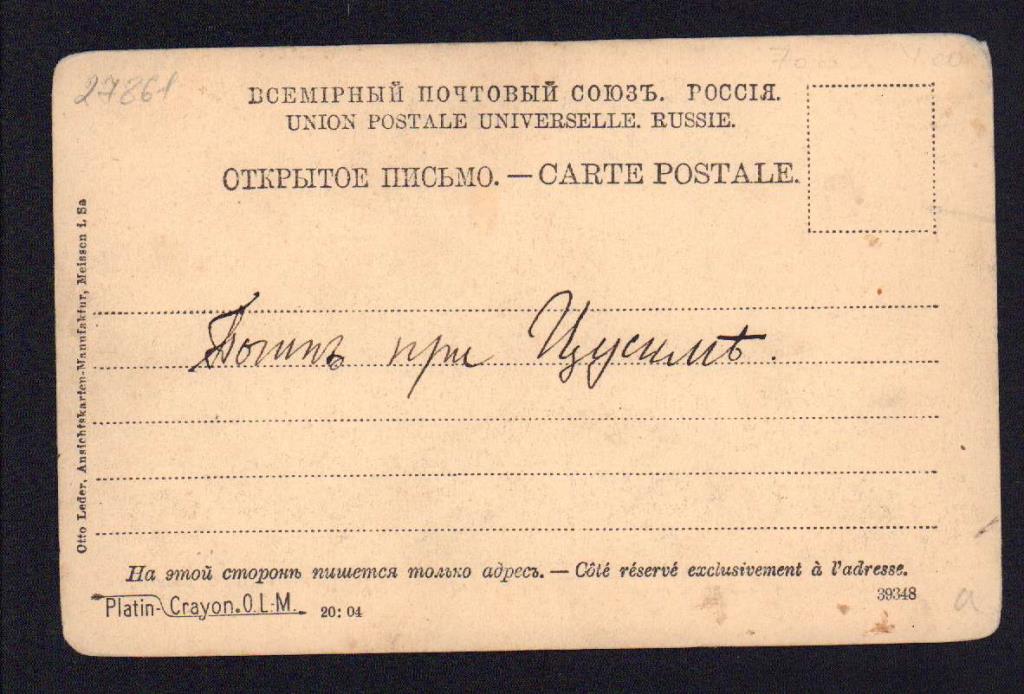 27861
ВСЕМІРНЫЙ ПОЧТОВЫЙ СОЮЗЪ. РОССІЯ.
UNION POSTALE UNIVERSELLE. RUSSIE.
ОТКРЫТОЕ ПИСЬМО. — CARTE POSTALE.
Otto Leder, Ansichtskarten-Manufaktur, Meissen i. Sa
при Цусимѣ.
На этой сторонѣ пишется только адресъ. — Côté réservé exclusivement à l'adresse.
39348
Platin-Crayon. O.L.M. 20: 04
a